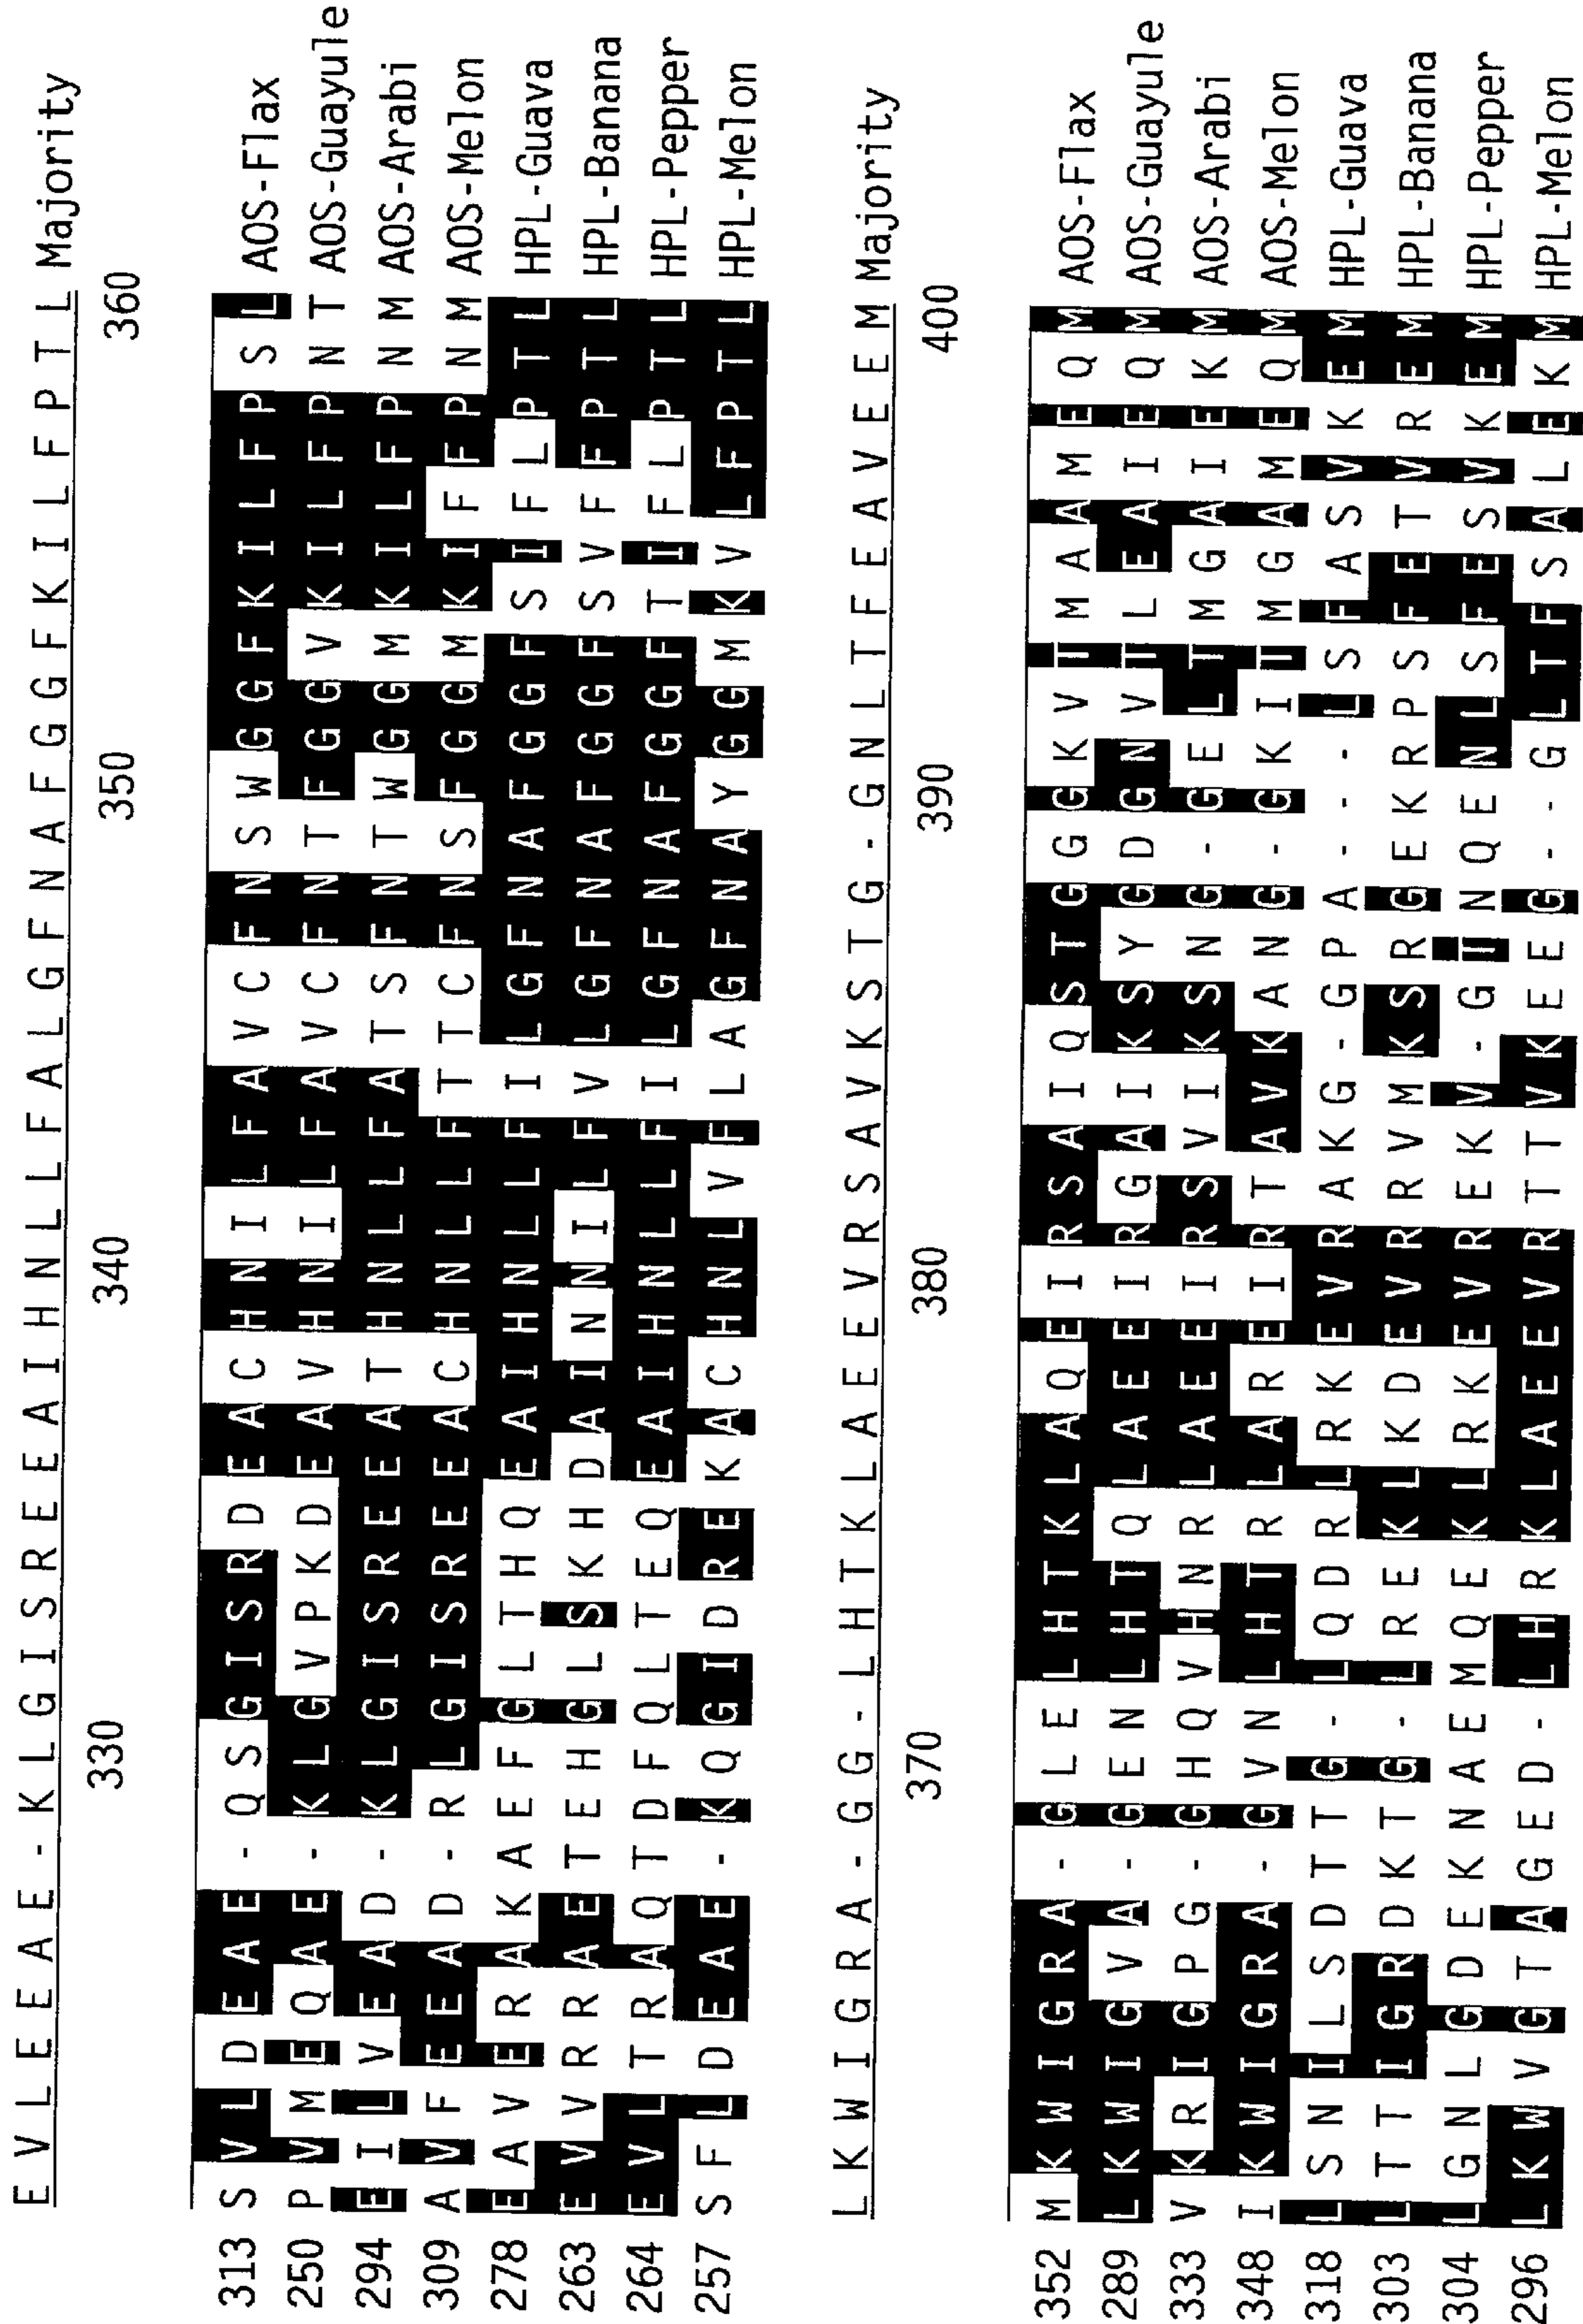 E V L E E A E - K L G I S R E E A I H N L L F A L G F N A F G G F K I L F P T L Majority
330 340 350 360
313 S V L D E A E - Q S G I S R D E A C H N I L F A V C F N S W G G F K I L F P S L AOS-Flax
250 P V M E Q A E - K L G V P K D E A V H N I L F A V C F N T F G G V K I L F P N T AOS-Guayule
294 E I L V E A D - K L G I S R E E A T H N L L F A T S F N T W G G M K I L F P N M AOS-Arabi
309 A V F E E A D - R L G I S R E E A C H N L L F T T C F N S F G G M K I F F P N M AOS-Melon
278 E A V E R A K A E F G L T H Q E A I H N L L F I L G F N A F G G F S I F L P T L HPL-Guava
263 E V V R R A E T E H G L S K H D A I N N I L F V L G F N A F G G F S V F F P T L HPL-Banana
264 E V L T R A Q T D F Q L T E Q E A I H N L L F I L G F N A F G G F T I F L P T L HPL-Pepper
257 S F L D E A E - K Q G I D R E K A C H N L V F L A G F N A Y G G M K V L F P T L HPL-Melon
L K W I G R A - G G - L H T K L A E E V R S A V K S T G - G N L T F E A V E E M Majority
370 380 390 400
352 M K W I G R A - G L E L H T K L A Q E I R S A I Q S T G G G K V T M A A M E Q M AOS-Flax
289 L K W I G V A - G E N L H T Q L A E E I R G A I K S Y G D G N V T L E A I E Q M AOS-Guayule
333 V K R I G P G - G H Q V H N R L A E E I R S V I K S N G - G E L T M G A I E K M AOS-Arabi
348 I K W I G R A - G V N L H T R L A R E I R T A V K A N G - G K I T M G A M E Q M AOS-Melon
318 L S N I L S D T T G - L Q D R L R K E V R A K G - G P A - - - L S F A S V K E M HPL-Guava
303 L T T I G R D K T G - L R E K L K D E V R R V M K S R G E K R P S F E T V R E M HPL-Banana
304 L G N L G D E K N A E M Q E K L R K E V R E K V - G I N Q E N L S F E S V K E M HPL-Pepper
296 L K W V G T A G E D - L H R K L A E E V R T T V K E E G - - G L T F S A L E K M HPL-Melon